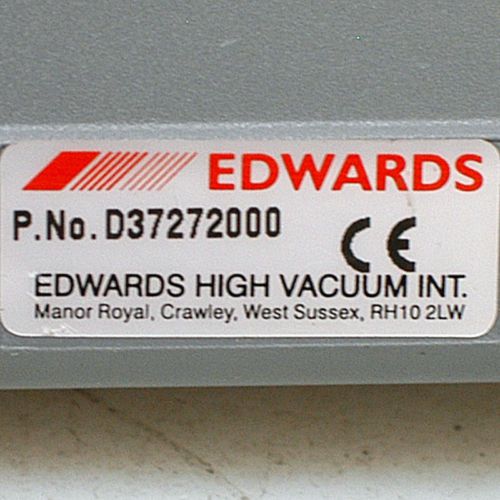 EDWARDS
P.No. D37272000
CE
EDWARDS HIGH VACUUM INT.
Manor Royal, Crawley, West Sussex, RH10 2LW